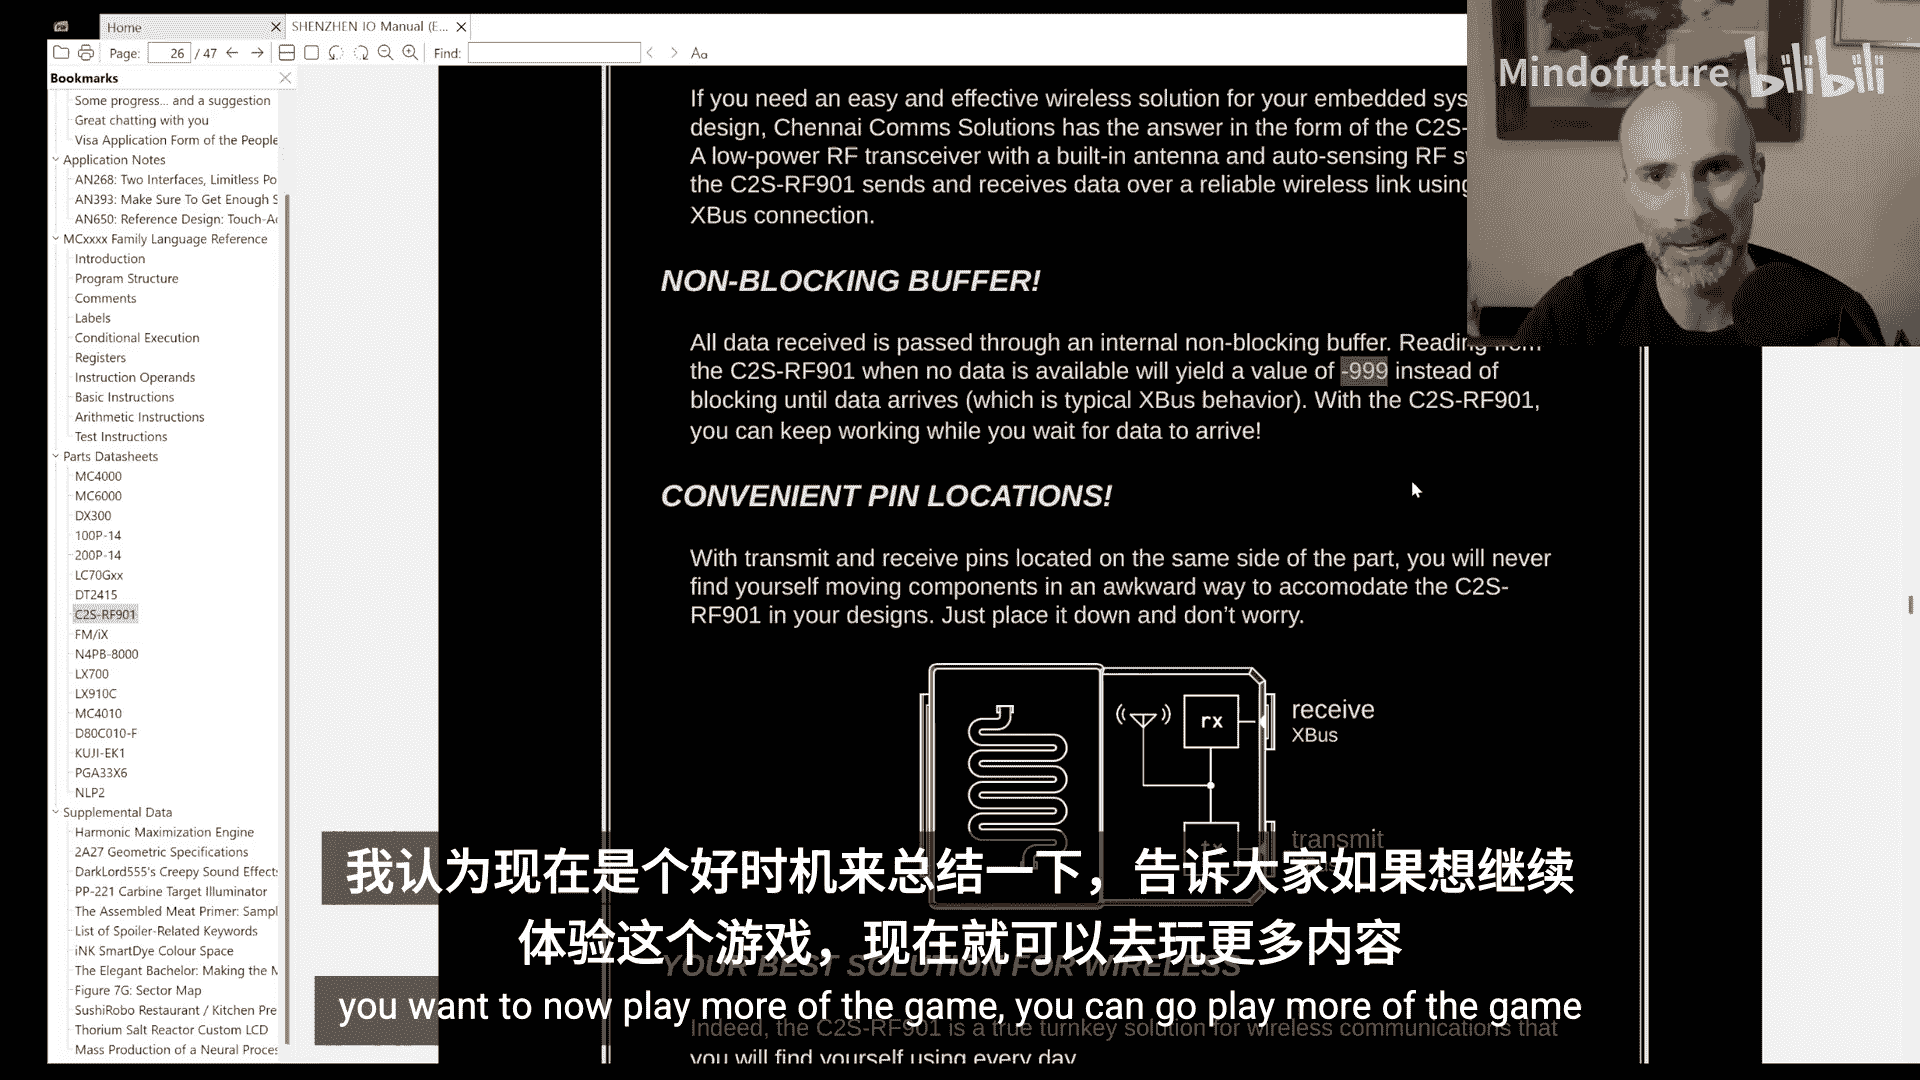 Home
SHENZHEN IO Manual (E...
Page: 26 / 47
Find:
Aa
Bookmarks
Some progress... and a suggestion
Great chatting with you
Visa Application Form of the People
Application Notes
AN268: Two Interfaces, Limitless Po
AN393: Make Sure To Get Enough S
AN650: Reference Design: Touch-Ac
MCxxxx Family Language Reference
Introduction
Program Structure
Comments
Labels
Conditional Execution
Registers
Instruction Operands
Basic Instructions
Arithmetic Instructions
Test Instructions
Parts Datasheets
MC4000
MC6000
DX300
100P-14
200P-14
LC70Gxx
DT2415
C2S-RF901
FM/iX
N4PB-8000
LX700
LX910C
MC4010
D80C010-F
KUJI-EK1
PGA33X6
NLP2
Supplemental Data
Harmonic Maximization Engine
2A27 Geometric Specifications
DarkLord555's Creepy Sound Effects
PP-221 Carbine Target Illuminator
The Assembled Meat Primer: Sampl
List of Spoiler-Related Keywords
iNK SmartDye Colour Space
The Elegant Bachelor: Making the M
Figure 7G: Sector Map
SushiRobo Restaurant / Kitchen Pre
Thorium Salt Reactor Custom LCD
Mass Production of a Neural Proces
If you need an easy and effective wireless solution for your embedded sys
design, Chennai Comms Solutions has the answer in the form of the C2S-
A low-power RF transceiver with a built-in antenna and auto-sensing RF sw
the C2S-RF901 sends and receives data over a reliable wireless link using
XBus connection.
NON-BLOCKING BUFFER!
All data received is passed through an internal non-blocking buffer. Reading from
the C2S-RF901 when no data is available will yield a value of -999 instead of
blocking until data arrives (which is typical XBus behavior). With the C2S-RF901,
you can keep working while you wait for data to arrive!
CONVENIENT PIN LOCATIONS!
With transmit and receive pins located on the same side of the part, you will never
find yourself moving components in an awkward way to accomodate the C2S-
RF901 in your designs. Just place it down and don't worry.
rx
receive
XBus
tx
transmit
YOUR BEST SOLUTION FOR WIRELESS
Indeed, the C2S-RF901 is a true turnkey solution for wireless communications that
you will find yourself using every day
Mindofuture bilibili
我认为现在是个好时机来总结一下，告诉大家如果想继续
体验这个游戏，现在就可以去玩更多内容
you want to now play more of the game, you can go play more of the game